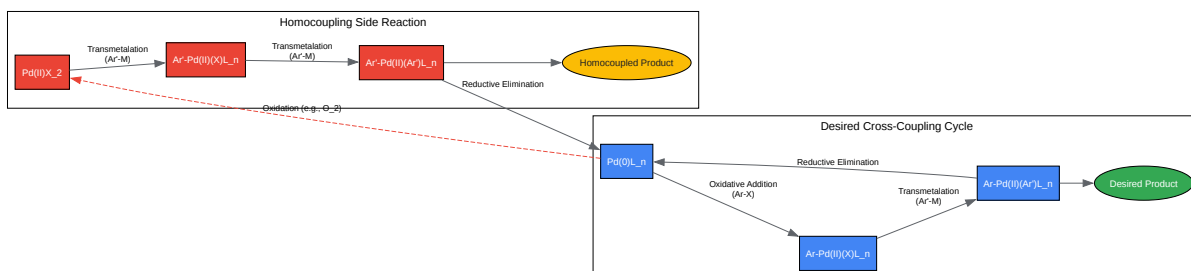 Homocoupling Side Reaction
Transmetalation
(Ar'-M)
Transmetalation
(Ar'-M)
Pd(II)X_2
Ar'-Pd(II)(X)L_n
Ar'-Pd(II)(Ar')L_n
Homocoupled Product
Reductive Elimination
Oxidation (e.g., O_2)
Desired Cross-Coupling Cycle
Pd(0)L_n
Reductive Elimination
Oxidative Addition
(Ar-X)
Transmetalation
(Ar'-M)
Ar-Pd(II)(Ar')L_n
Desired Product
Ar-Pd(II)(X)L_n